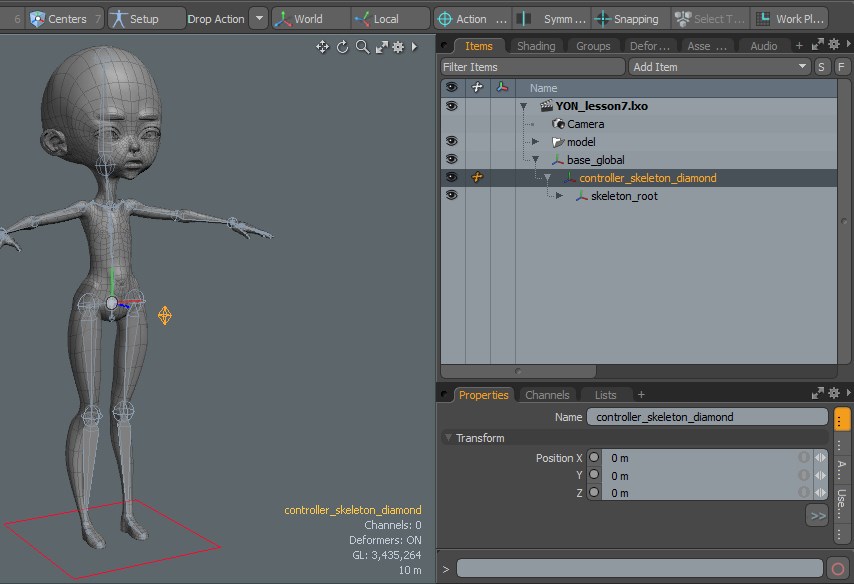 6 Centers 7 Setup Drop Action World Local Action ... Symm ... Snapping Select T ... Work Pl...
Items Shading Groups Defor ... Asse ... Audio +
Filter Items Add Item S F
Name
YON_lesson7.lxo
Camera
model
base_global
controller_skeleton_diamond
skeleton_root
Properties Channels Lists +
Name controller_skeleton_diamond
Transform
Position X 0 m
Y 0 m
Z 0 m
>>
A...
Use...
controller_skeleton_diamond
Channels: 0
Deformers: ON
GL: 3,435,264
10 m
>